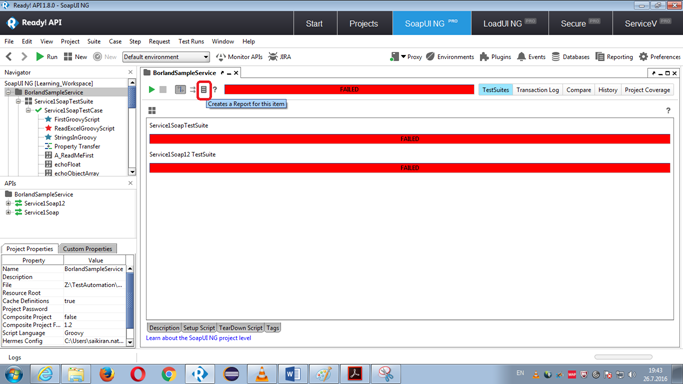 Ready! API1.8.0 - SoapUI NG
Ready! API
Start
Projects
SoapUI NG PRO
LoadUI NG PRO
Secure PRO
ServiceV PRO
File Edit View Project Suite Case Step Request Test Runs Window Help
Run New New Default environment Monitor APIs JIRA
Proxy Environments Events Plugins Databases Reporting Preferences
Navigator
SoapUI NG [Learning_Workspace]
BorlandSampleService
Service1SoapTestSuite
Service1SoapTestCase
FirstGroovyScript
ReadExcelGroovyScript
StringsInGroovy
Property Transfer
A_ReadMeFirst
echoFloat
echoObjectArray
APIs
BorlandSampleService
Service1Soap12
Service1Soap
Project Properties Custom Properties
Property Value
Name BorlandSampleService
Description
File Z:\TestAutomation\...
Resource Root
Cache Definitions true
Project Password
Composite Project false
Composite Project F... 1.2
Script Language Groovy
Hermes Config C:\Users\saikiran.nat...
BorlandSampleService
FAILED
TestSuites Transaction Log Compare History Project Coverage
Creates a Report for this item
?
Service1SoapTestSuite
FAILED
Service1Soap12 TestSuite
FAILED
Description Setup Script TearDown Script Tags
Learn about the SoapUI NG project level
Logs
EN
19:43
26.7.2016